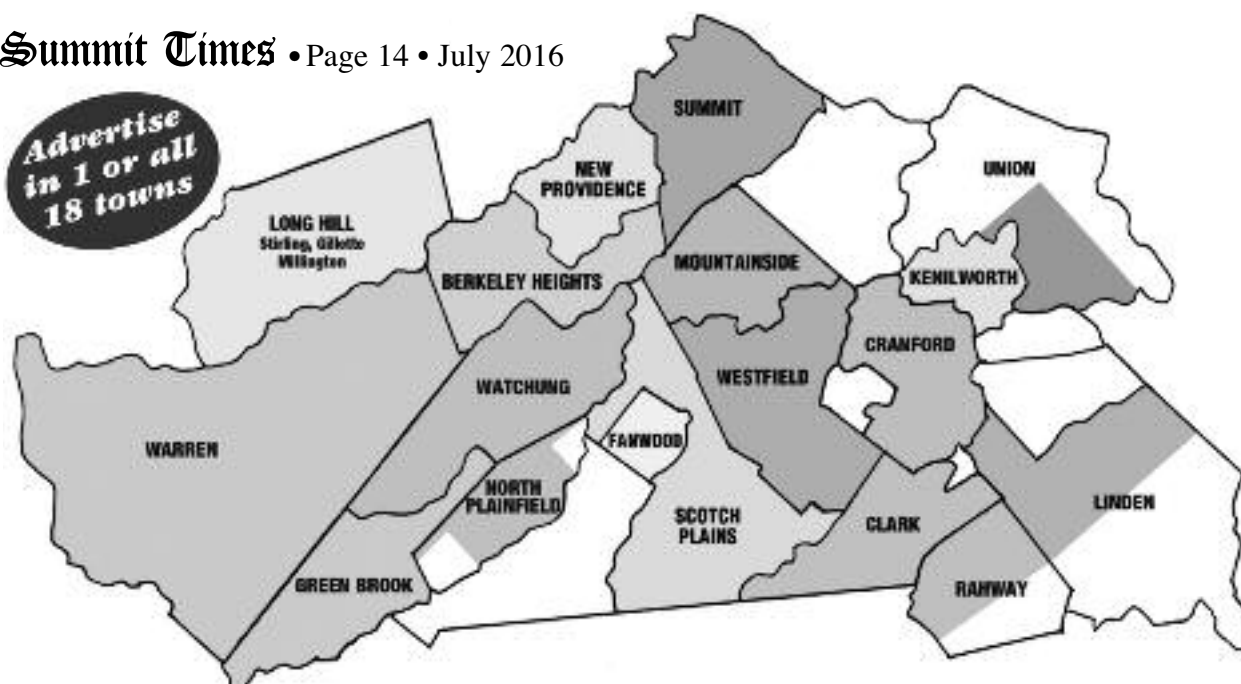 Summit Times • Page 14 • July 2016
Advertise
in 1 or all
18 towns
SUMMIT
NEW
PROVIDENCE
UNION
LONG HILL
Stirling, Gillette
Millington
BERKELEY HEIGHTS
MOUNTAINSIDE
KENILWORTH
CRANFORD
WATCHUNG
WESTFIELD
WARREN
FANWOOD
NORTH
PLAINFIELD
SCOTCH
PLAINS
CLARK
LINDEN
GREEN BROOK
RAHWAY